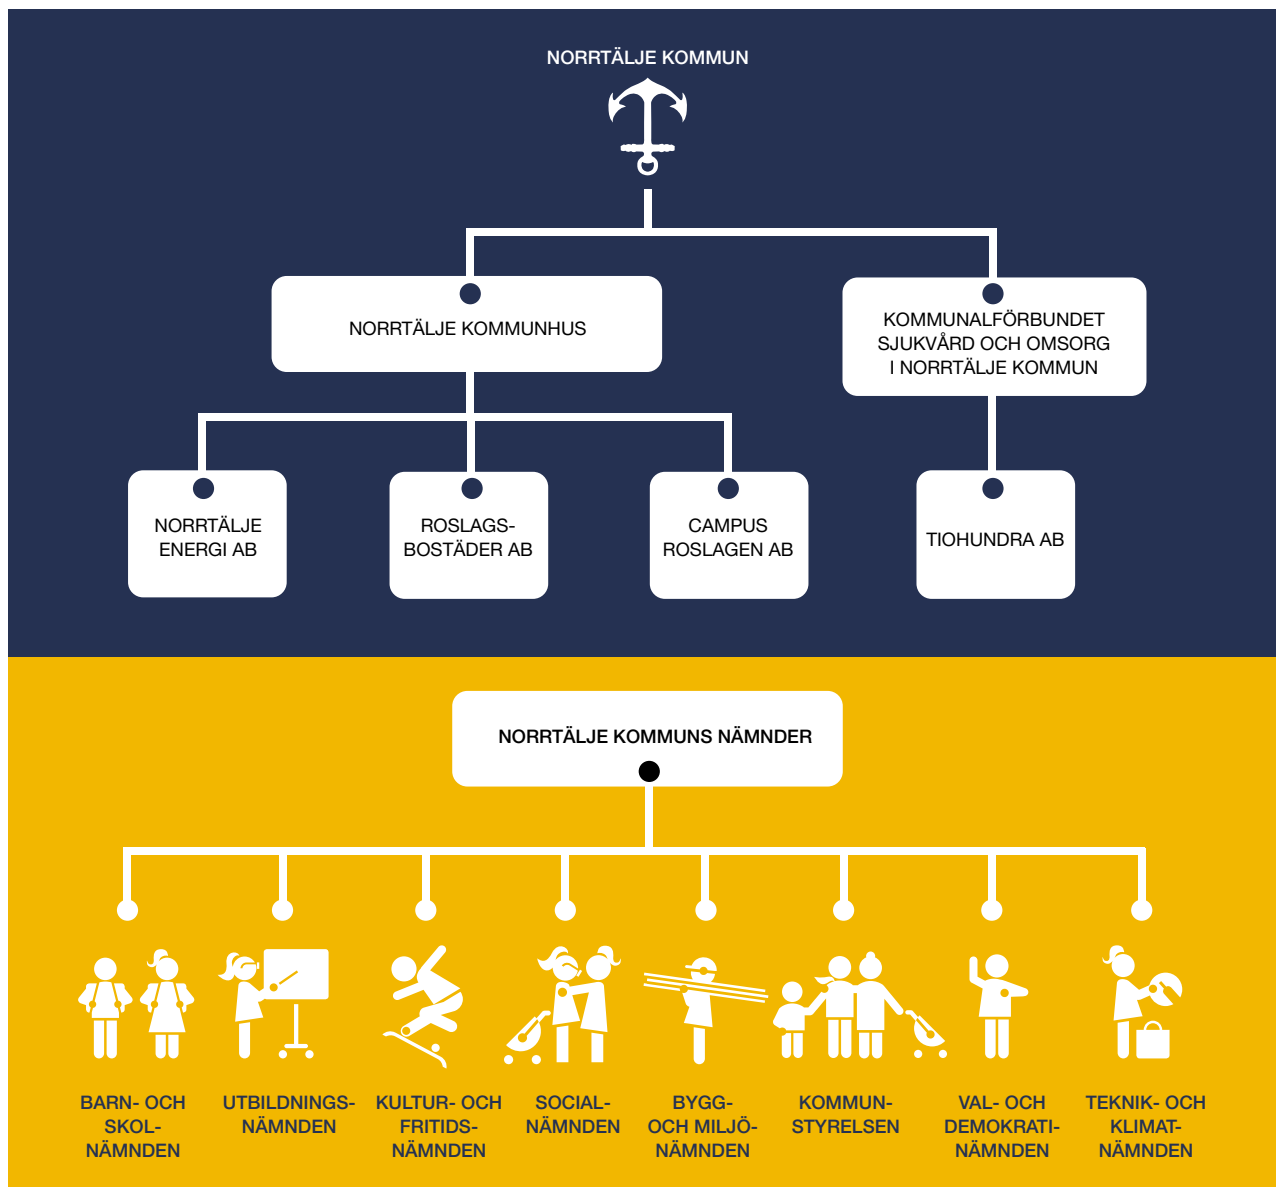 NORRTÄLJE KOMMUN
NORRTÄLJE KOMMUNHUS
KOMMUNALFÖRBUNDET
SJUKVÅRD OCH OMSORG
I NORRTÄLJE KOMMUN
NORRTÄLJE
ENERGI AB
ROSLAGS-
BOSTÄDER AB
CAMPUS
ROSLAGEN AB
TIOHUNDRA AB
NORRTÄLJE KOMMUNS NÄMNDER
BARN- OCH
SKOL-
NÄMNDEN
UTBILDNINGS-
NÄMNDEN
KULTUR- OCH
FRITIDS-
NÄMNDEN
SOCIAL-
NÄMNDEN
BYGG-
OCH MILJÖ-
NÄMNDEN
KOMMUN-
STYRELSEN
VAL- OCH
DEMOKRATI-
NÄMNDEN
TEKNIK- OCH
KLIMAT-
NÄMNDEN